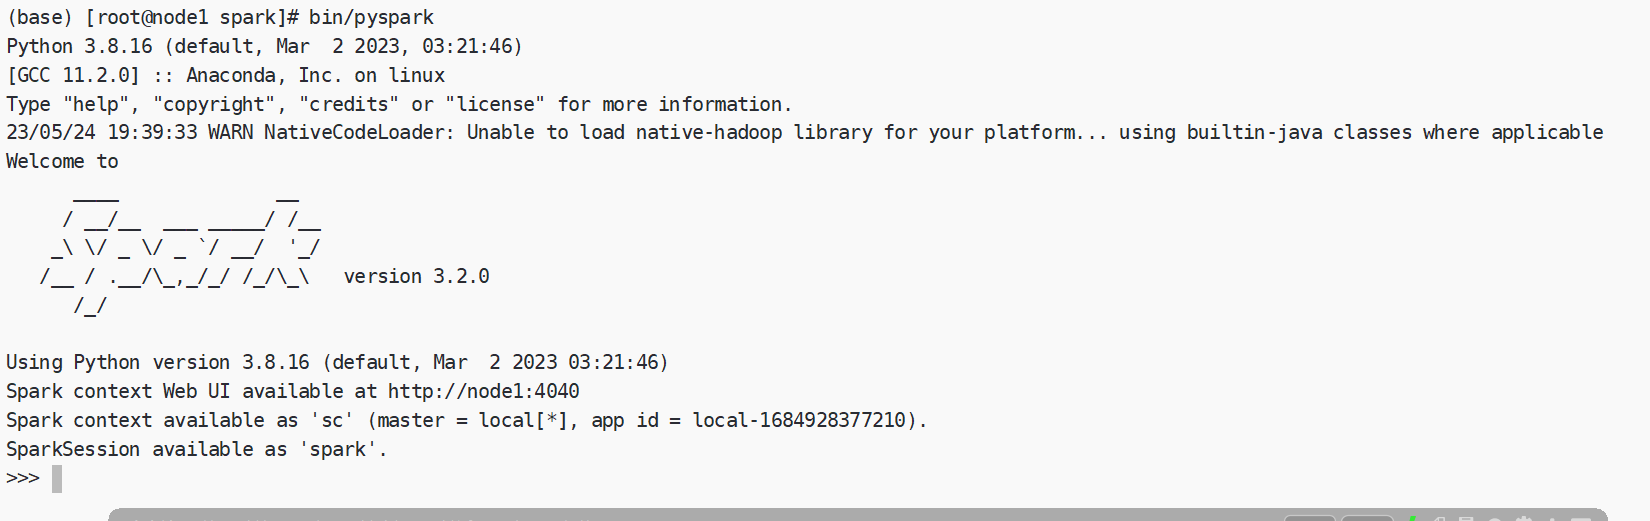 (base) [root@node1 spark]# bin/pyspark
Python 3.8.16 (default, Mar  2 2023, 03:21:46)
[GCC 11.2.0] :: Anaconda, Inc. on linux
Type "help", "copyright", "credits" or "license" for more information.
23/05/24 19:39:33 WARN NativeCodeLoader: Unable to load native-hadoop library for your platform... using builtin-java classes where applicable
Welcome to
      ____              __
     / __/__  ___ _____/ /__
    _\ \/ _ \/ _ `/ __/  '_/
   /__ / .__/\_,_/_/ /_/\_\   version 3.2.0
      /_/
Using Python version 3.8.16 (default, Mar  2 2023 03:21:46)
Spark context Web UI available at http://node1:4040
Spark context available as 'sc' (master = local[*], app id = local-1684928377210).
SparkSession available as 'spark'.
>>>